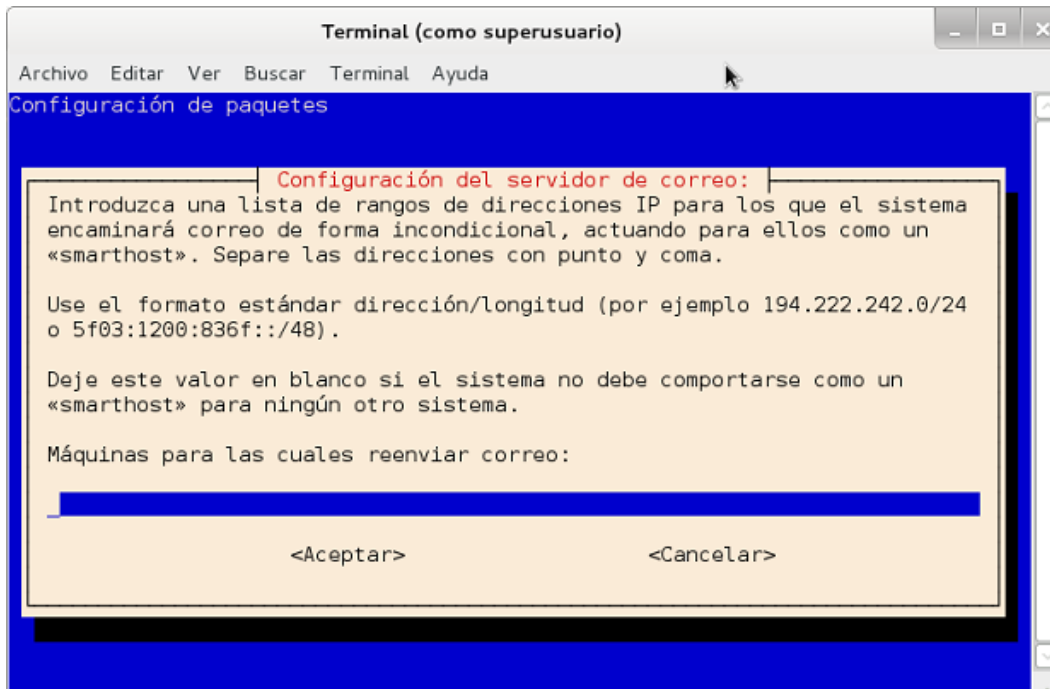 Terminal (como superusuario)
Archivo Editar Ver Buscar Terminal Ayuda
Configuración de paquetes
Configuración del servidor de correo:
Introduzca una lista de rangos de direcciones IP para los que el sistema
encaminará correo de forma incondicional, actuando para ellos como un
«smarthost». Separe las direcciones con punto y coma.
Use el formato estándar dirección/longitud (por ejemplo 194.222.242.0/24
o 5f03:1200:836f::/48).
Deje este valor en blanco si el sistema no debe comportarse como un
«smarthost» para ningún otro sistema.
Máquinas para las cuales reenviar correo:
<Aceptar> <Cancelar>